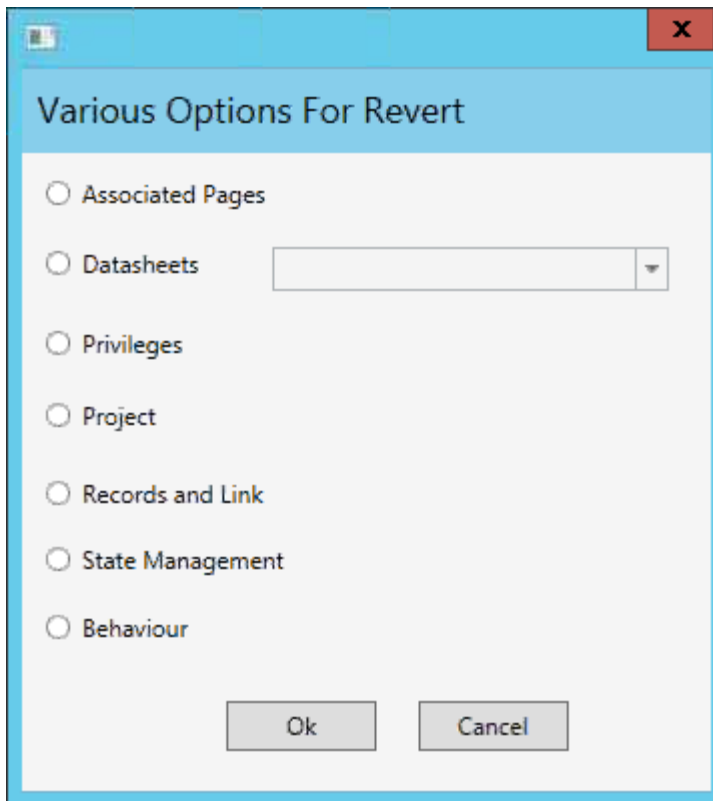 x
Various Options For Revert
Associated Pages
Datasheets
Privileges
Project
Records and Link
State Management
Behaviour
Ok Cancel